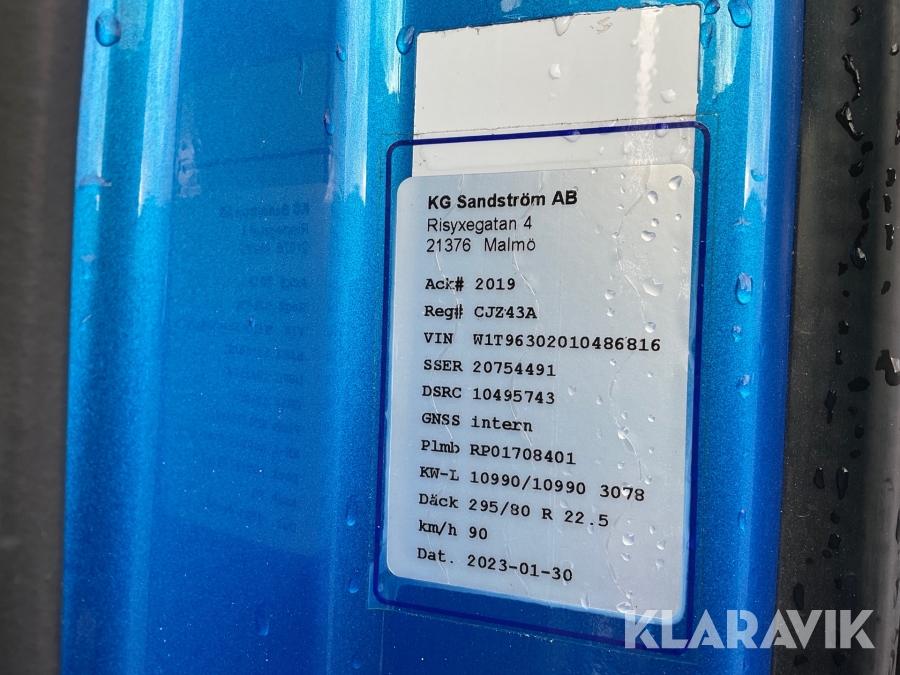 KG Sandström AB
Risyxegatan 4
21376 Malmö
Ack# 2019
Reg# CJZ43A
VIN W1T96302010486816
SSER 20754491
DSRC 10495743
GNSS intern
Plmb RP01708401
KW-L 10990/10990 3078
Däck 295/80 R 22.5
km/h 90
Dat. 2023-01-30
KLARAVIK